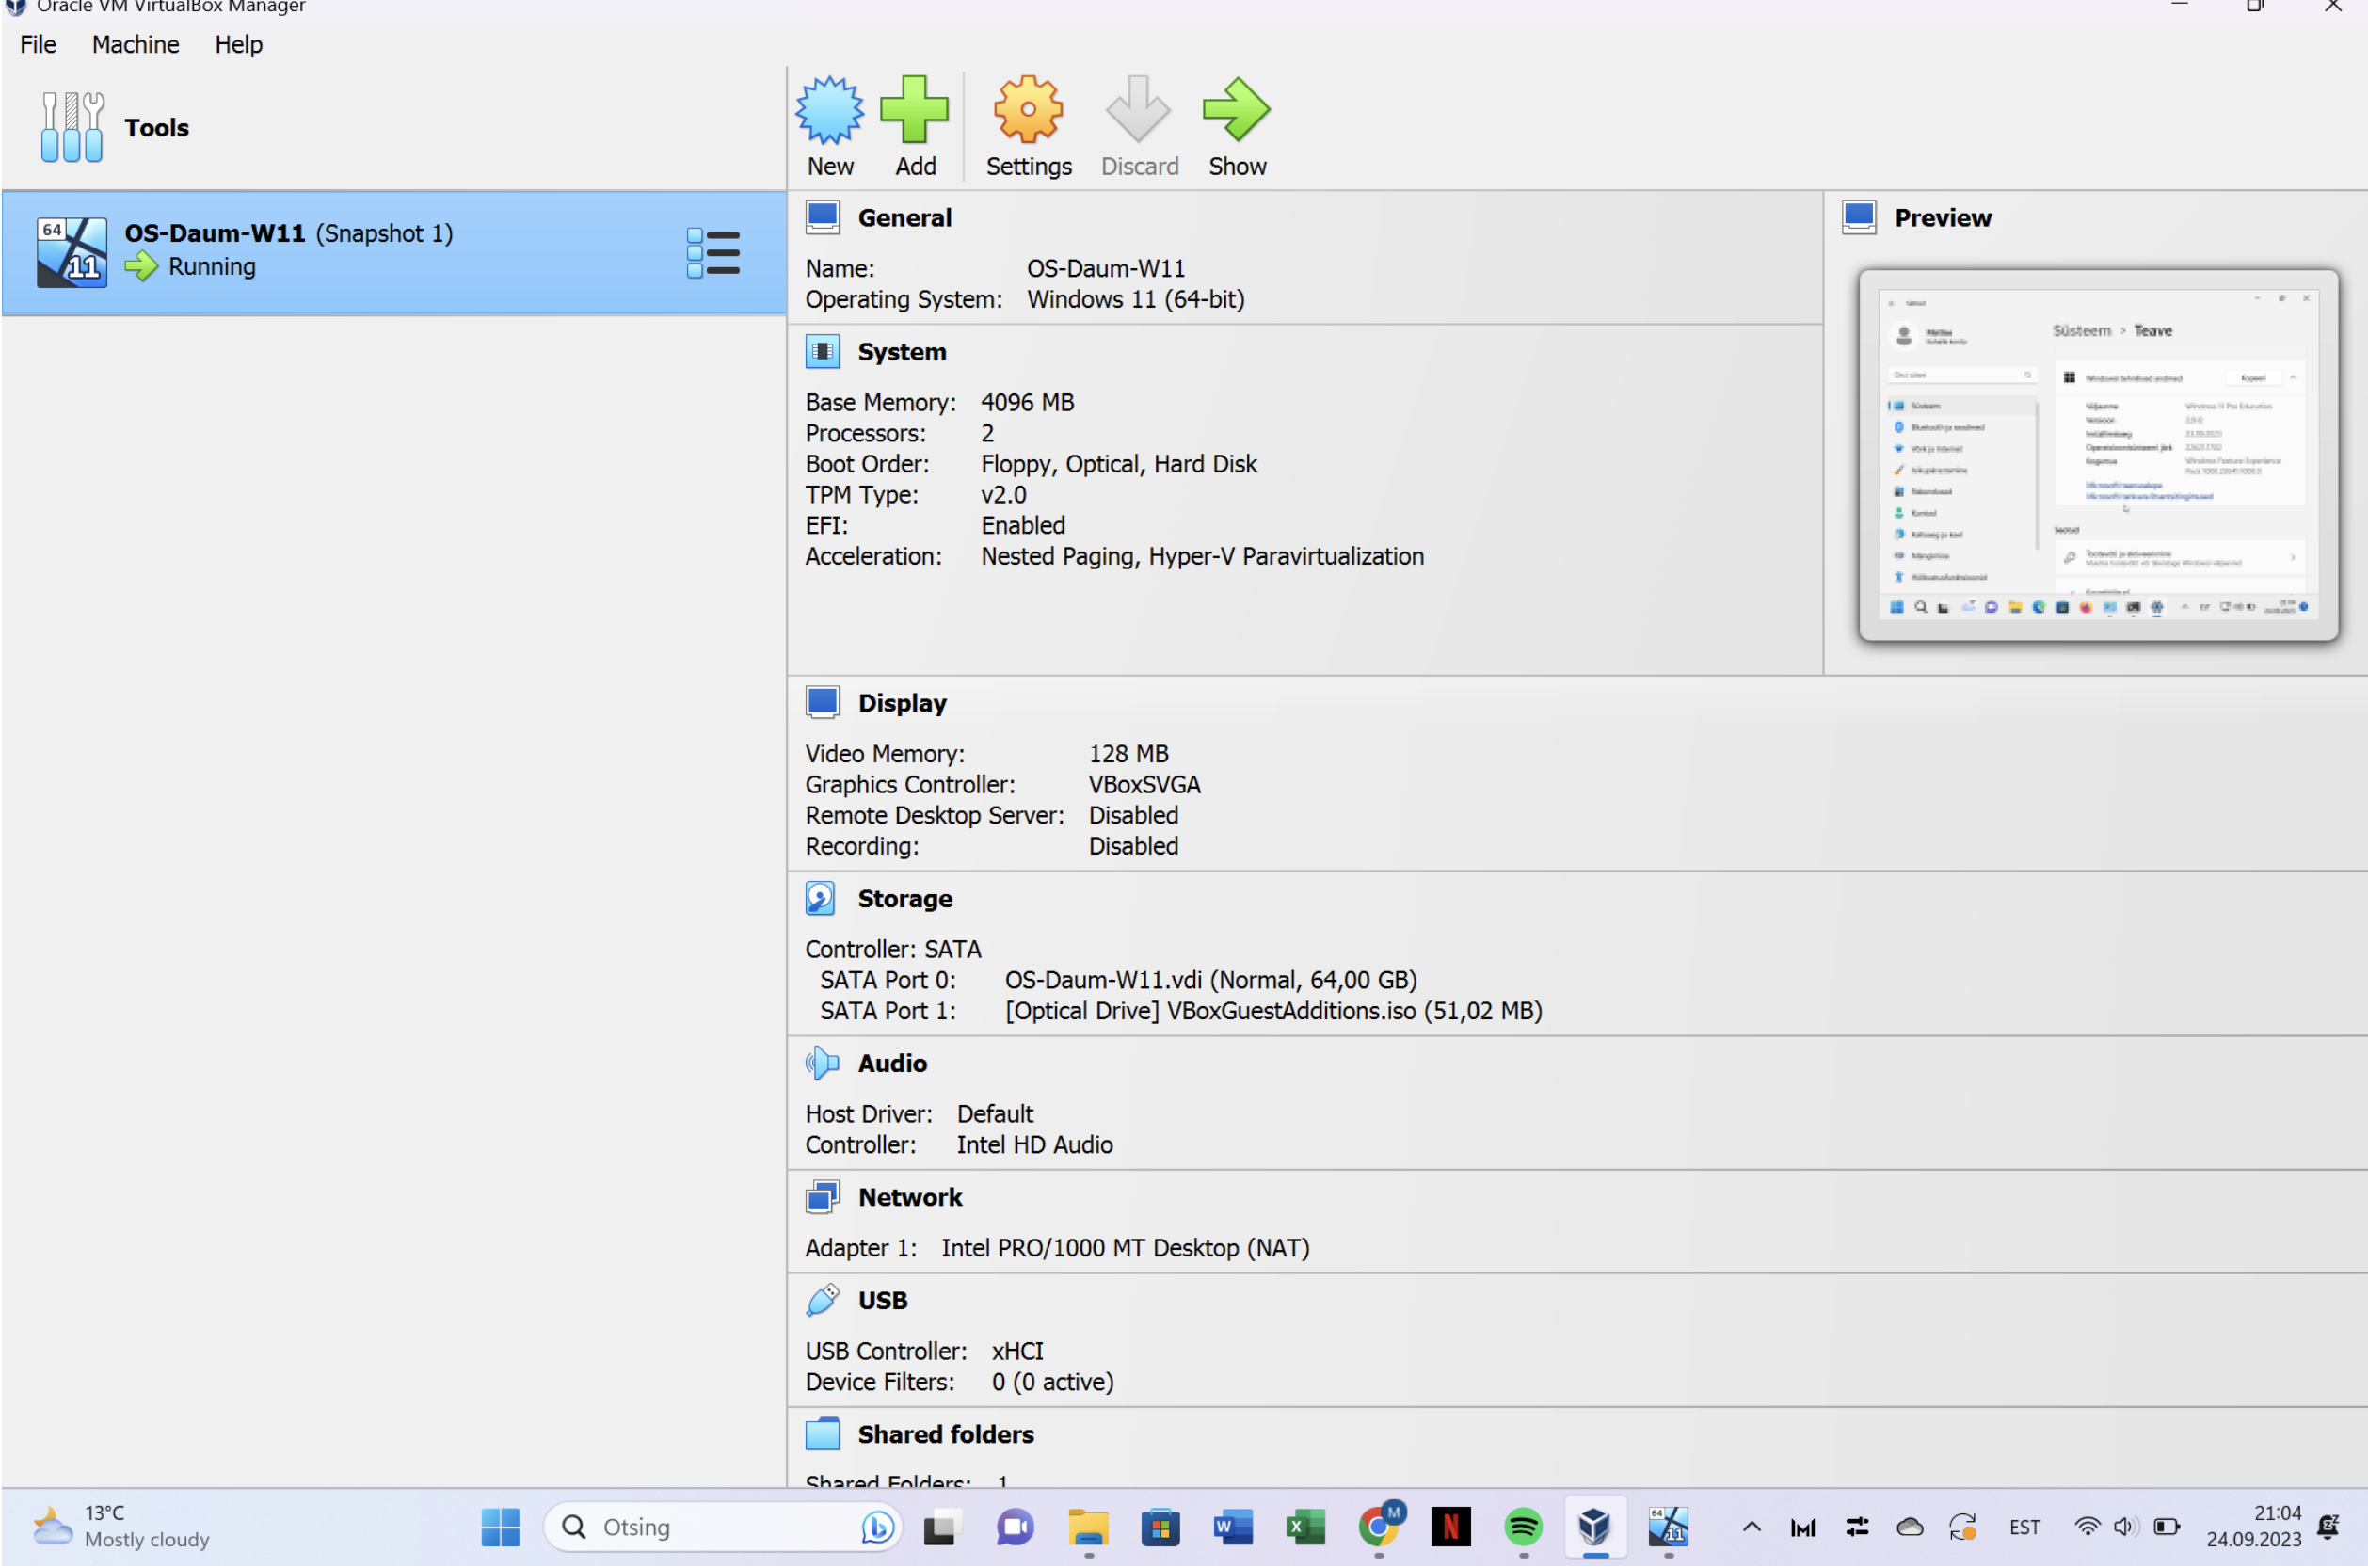 Oracle VM VirtualBox Manager
File Machine Help
Tools
New Add Settings Discard Show
64 11 OS-Daum-W11 (Snapshot 1)
Running
General
Name: OS-Daum-W11
Operating System: Windows 11 (64-bit)
Preview
Süsteem > Teave
System
Base Memory: 4096 MB
Processors: 2
Boot Order: Floppy, Optical, Hard Disk
TPM Type: v2.0
EFI: Enabled
Acceleration: Nested Paging, Hyper-V Paravirtualization
Display
Video Memory: 128 MB
Graphics Controller: VBoxSVGA
Remote Desktop Server: Disabled
Recording: Disabled
Storage
Controller: SATA
SATA Port 0: OS-Daum-W11.vdi (Normal, 64,00 GB)
SATA Port 1: [Optical Drive] VBoxGuestAdditions.iso (51,02 MB)
Audio
Host Driver: Default
Controller: Intel HD Audio
Network
Adapter 1: Intel PRO/1000 MT Desktop (NAT)
USB
USB Controller: xHCI
Device Filters: 0 (0 active)
Shared folders
Shared Folders: 1
13°C
Mostly cloudy
Otsing
EST
21:04
24.09.2023